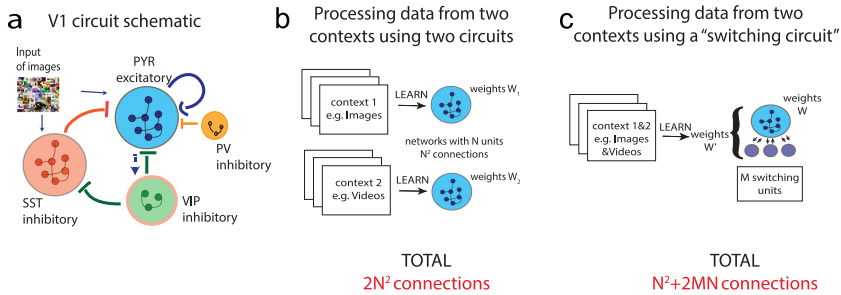 a
V1 circuit schematic
Input
of images
PYR
excitatory
PV
inhibitory
SST
inhibitory
VIP
inhibitory
b
Processing data from two
contexts using two circuits
context 1
e.g. Images
LEARN
weights W1
networks with N units
N² connections
context 2
e.g. Videos
LEARN
weights W2
TOTAL
2N² connections
c
Processing data from two
contexts using a “switching circuit”
context 1&2
e.g. Images
&Videos
LEARN
weights
W'
weights
W
M switching
units
TOTAL
N²+2MN connections